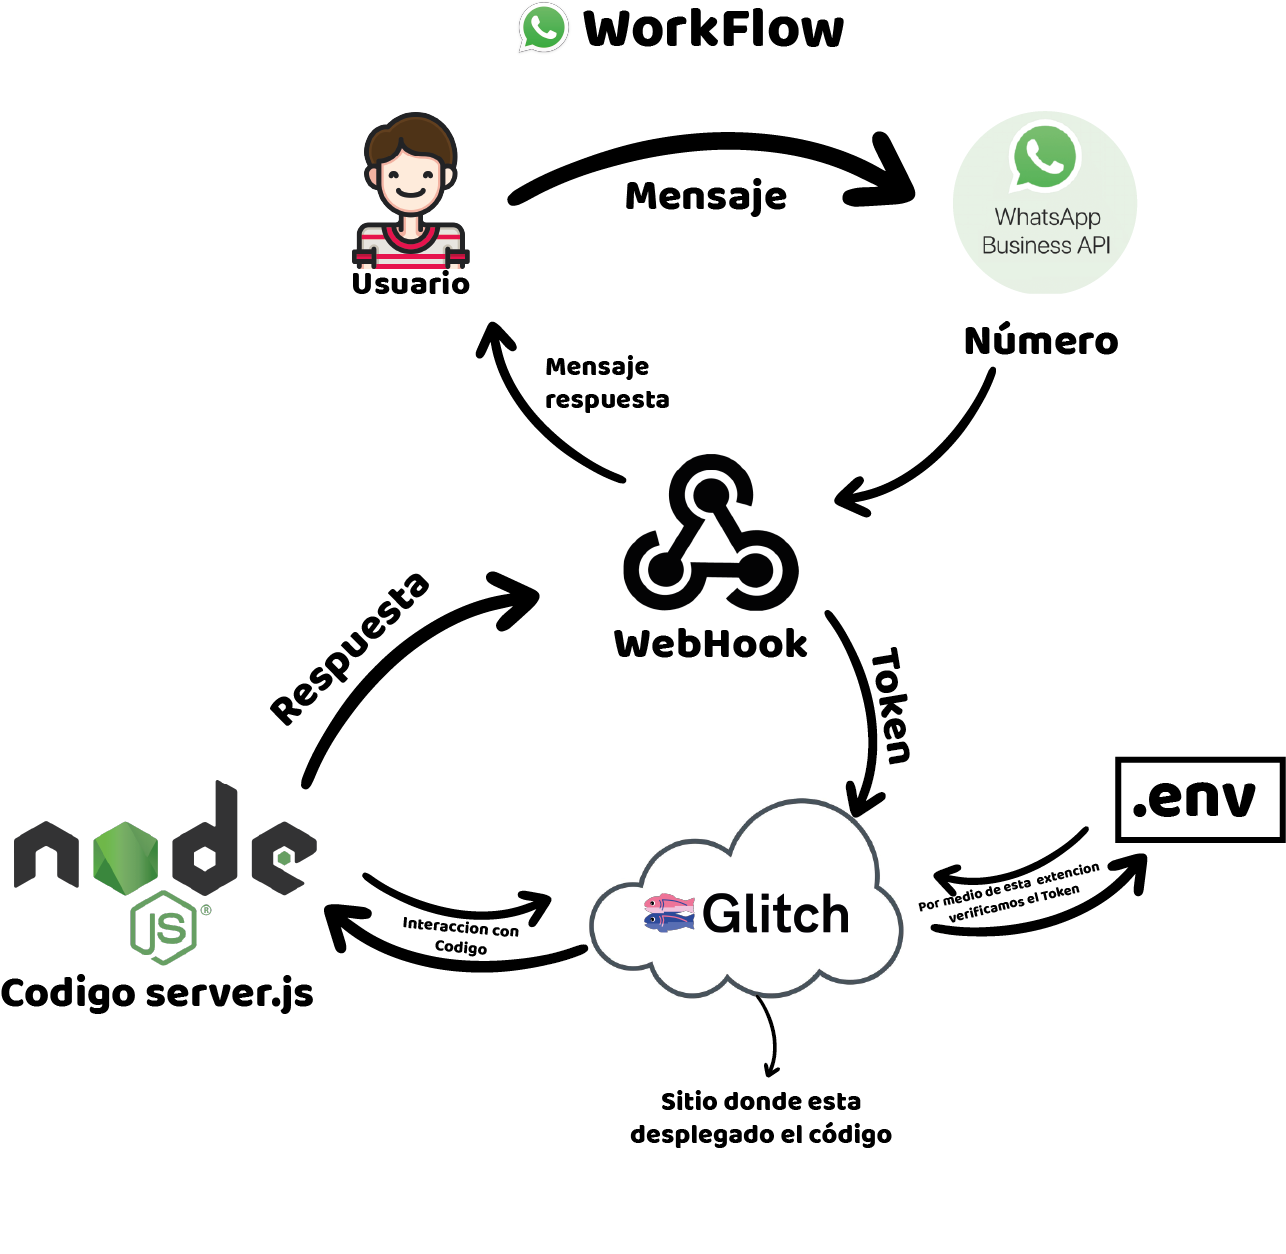 WorkFlow
Mensaje
WhatsApp
Business API
Usuario
Número
Mensaje
respuesta
WebHook
Respuesta
Token
.env
Por medio de esta extencion
verificamos el Token
node
JS
®
Interaccion con
Codigo
Glitch
Codigo server.js
Sitio donde esta
desplegado el código